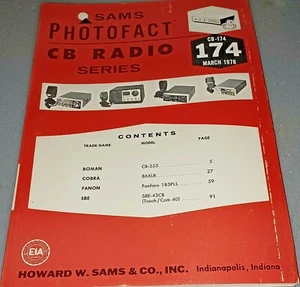 SAMS
PHOTOFACT®
CB RADIO
SERIES
CB-174
174
MARCH 1978
CONTENTS
TRADE NAME MODEL PAGE
BOMAN CB-555 5
COBRA 86XLR 27
FANON Fanfare 185PLL 59
SBE SBE-43CB 91
(Touch/Com 40)
EIA
HOWARD W. SAMS & CO., INC. Indianapolis, Indiana